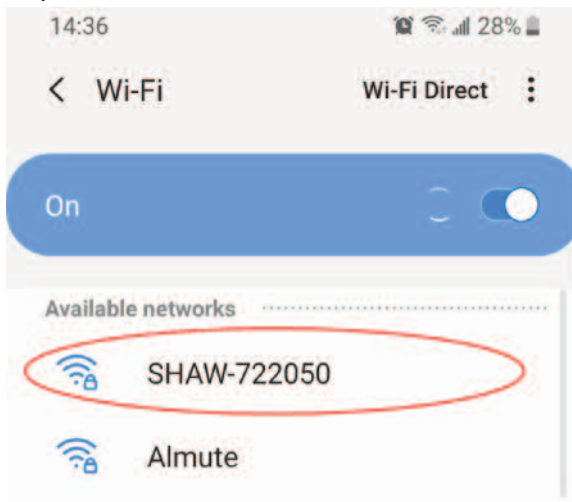 14:36 28%
Wi-Fi Wi-Fi Direct
On
Available networks
SHAW-722050
Almute